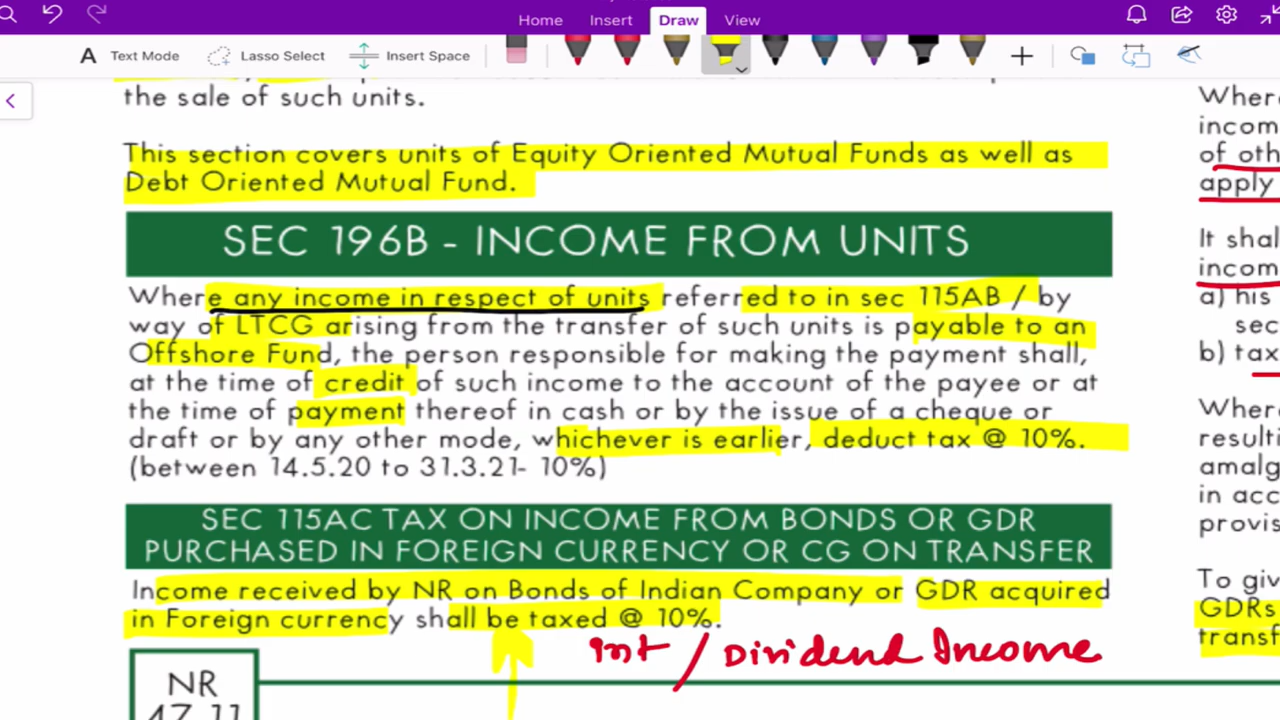 Home Insert Draw View
A Text Mode Lasso Select Insert Space
the sale of such units.
This section covers units of Equity Oriented Mutual Funds as well as
Debt Oriented Mutual Fund.
SEC 196B - INCOME FROM UNITS
Where any income in respect of units referred to in sec 115AB / by
way of LTCG arising from the transfer of such units is payable to an
Offshore Fund, the person responsible for making the payment shall,
at the time of credit of such income to the account of the payee or at
the time of payment thereof in cash or by the issue of a cheque or
draft or by any other mode, whichever is earlier, deduct tax @ 10%.
(between 14.5.20 to 31.3.21- 10%)
SEC 115AC TAX ON INCOME FROM BONDS OR GDR
PURCHASED IN FOREIGN CURRENCY OR CG ON TRANSFER
Income received by NR on Bonds of Indian Company or GDR acquired
in Foreign currency shall be taxed @ 10%.
int / Dividend Income
NR
47.11
Where
incom
of oth
apply
It shal
incom
a) his
sec
b) tax
Wher
resulti
amalg
in acc
provis
To giv
GDRs
transf